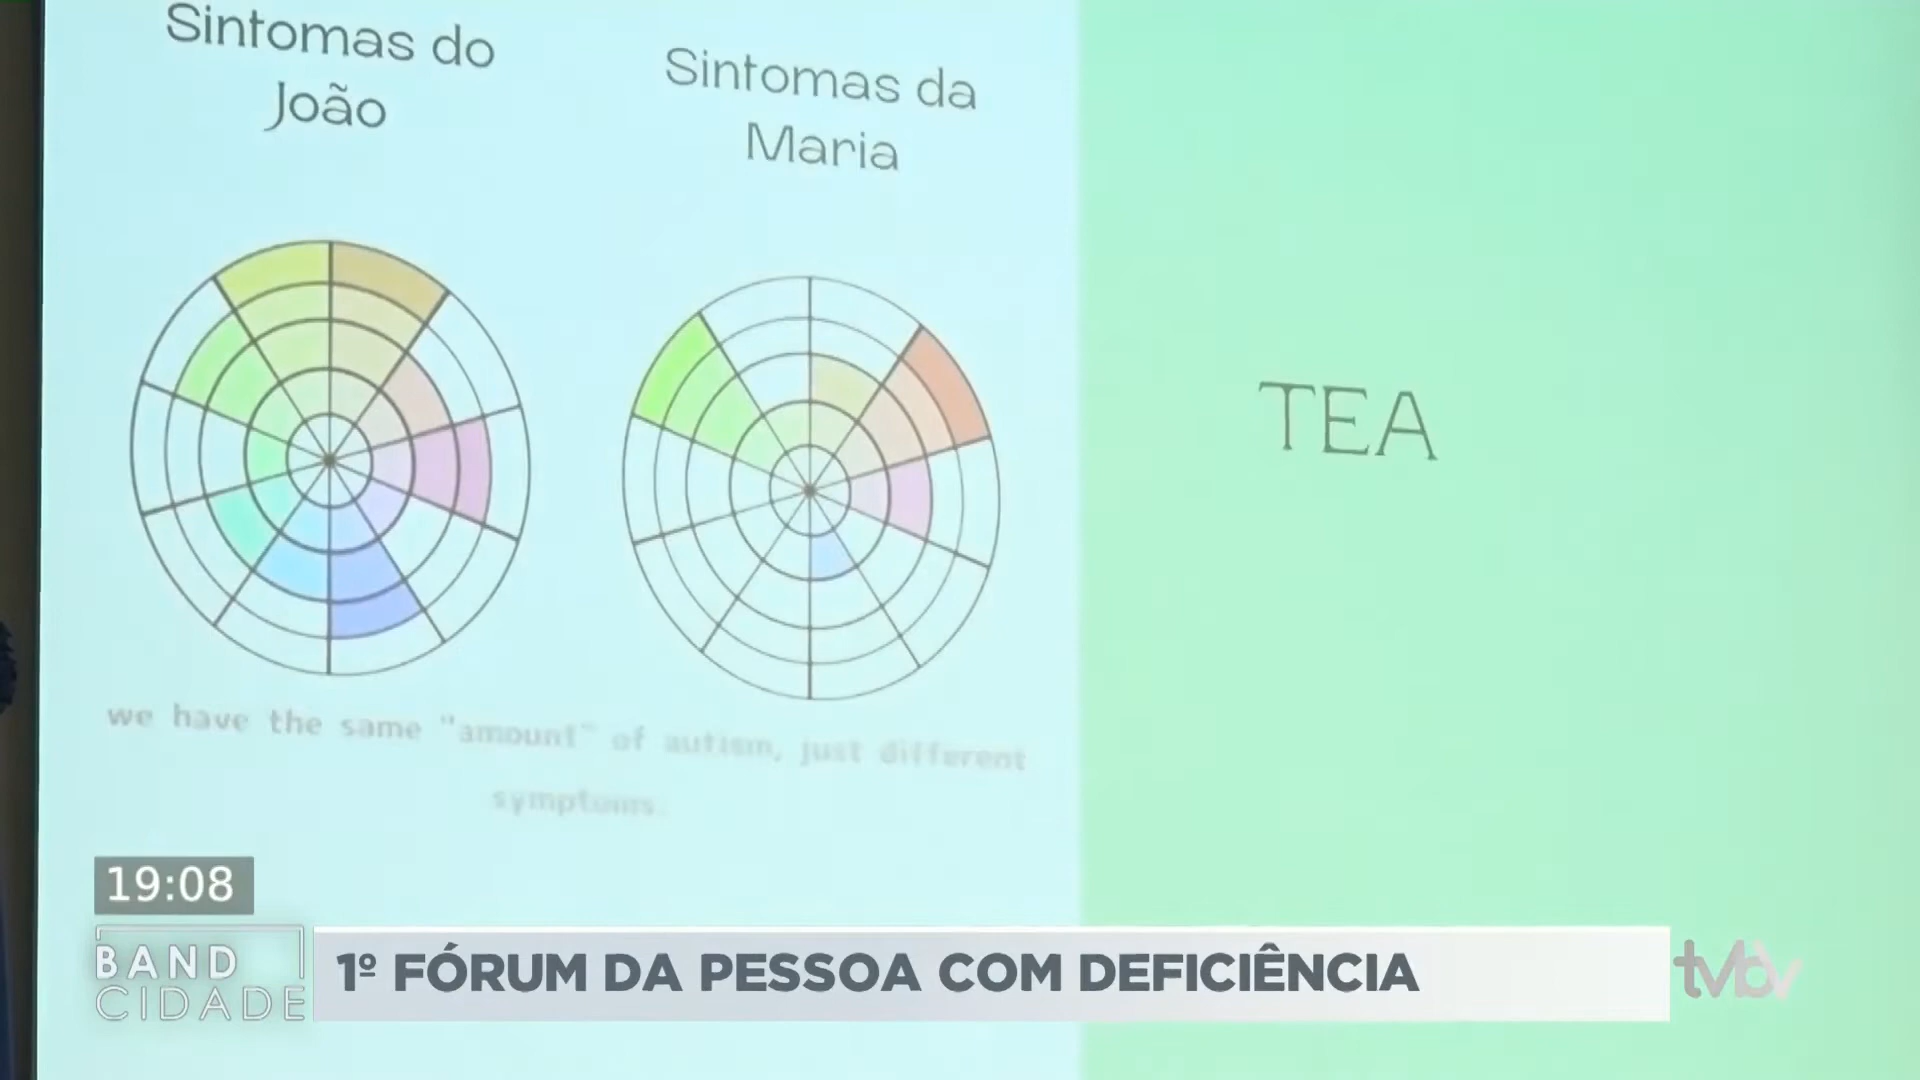 Sintomas do
João
Sintomas da
Maria
TEA
we have the same "amount" of autism, just different
symptoms.
19:08
BAND
CIDADE
1º FÓRUM DA PESSOA COM DEFICIÊNCIA
tvbv